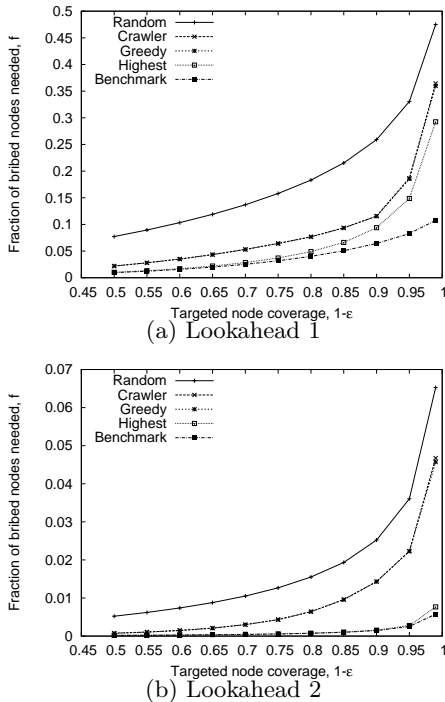 Fraction of bribed nodes needed, f
0.5
0.45
0.4
0.35
0.3
0.25
0.2
0.15
0.1
0.05
0
Random
Crawler
Greedy
Highest
Benchmark
0.45 0.5 0.55 0.6 0.65 0.7 0.75 0.8 0.85 0.9 0.95 1
Targeted node coverage, 1-ε
(a) Lookahead 1
Fraction of bribed nodes needed, f
0.07
0.06
0.05
0.04
0.03
0.02
0.01
0
Random
Crawler
Greedy
Highest
Benchmark
0.45 0.5 0.55 0.6 0.65 0.7 0.75 0.8 0.85 0.9 0.95 1
Targeted node coverage, 1-ε
(b) Lookahead 2